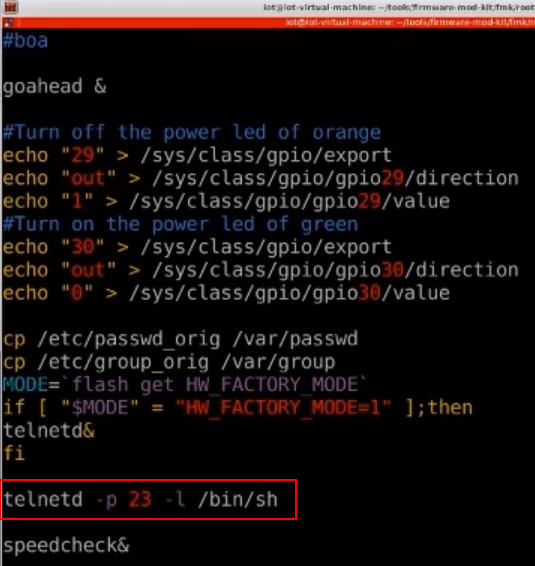 iot@iot-virtual-machine: ~/tools/firmware-mod-kit/fmk/root
iot@iot-virtual-machine: ~/tools/firmware-mod-kit/fmk/r
#boa
goahead &
#Turn off the power led of orange
echo "29" > /sys/class/gpio/export
echo "out" > /sys/class/gpio/gpio29/direction
echo "1" > /sys/class/gpio/gpio29/value
#Turn on the power led of green
echo "30" > /sys/class/gpio/export
echo "out" > /sys/class/gpio/gpio30/direction
echo "0" > /sys/class/gpio/gpio30/value
cp /etc/passwd_orig /var/passwd
cp /etc/group_orig /var/group
MODE=`flash get HW_FACTORY_MODE`
if [ "$MODE" = "HW_FACTORY_MODE=1" ];then
telnetd&
fi
telnetd -p 23 -l /bin/sh
speedcheck&